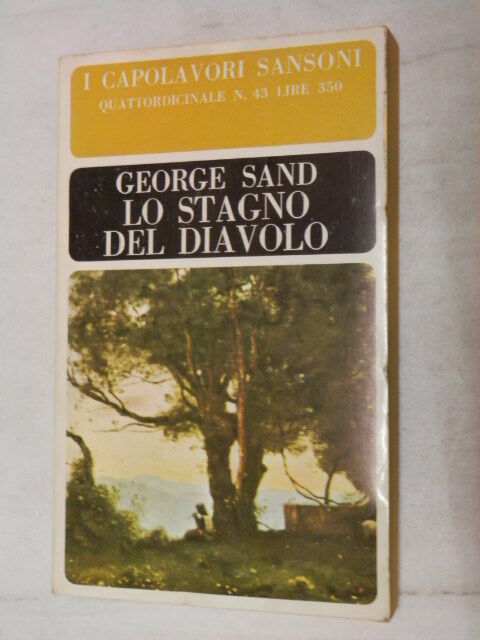 I CAPOLAVORI SANSONI
QUATTORDICINALE N. 43 LIRE 350
GEORGE SAND
LO STAGNO
DEL DIAVOLO